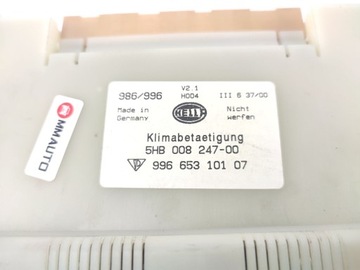 986/996
V2.1
H004
III 6 37/00
Made in
Germany
HELLA
Nicht
werfen
Klimabetaetigung
5HB 008 247-00
996 653 101 07
MMAUTO